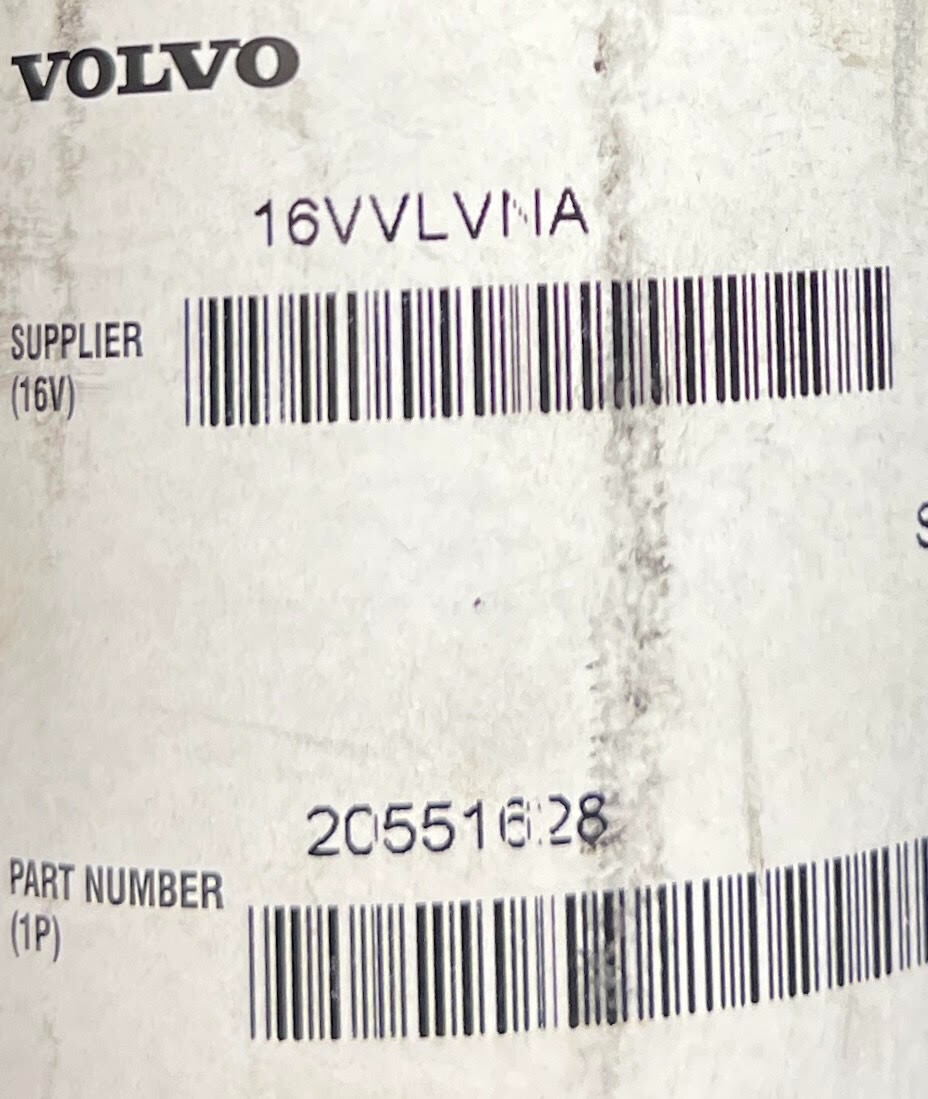 VOLVO
16VVLVNA
SUPPLIER
(16V)
20551628
PART NUMBER
(1P)